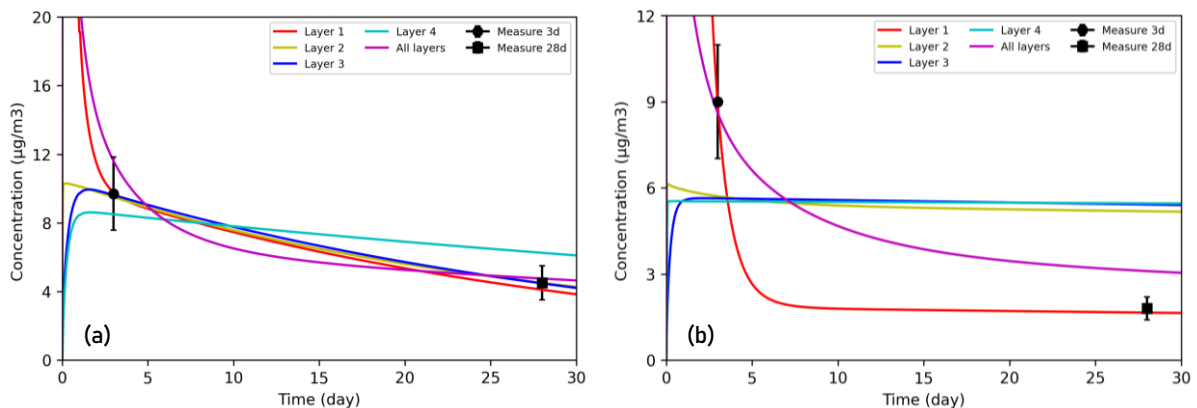 20
16
12
8
4
0
0 5 10 15 20 25 30
Concentration (µg/m3)
Time (day)
Layer 1
Layer 2
Layer 3
Layer 4
All layers
Measure 3d
Measure 28d
(a)
12
9
6
3
0
0 5 10 15 20 25 30
Concentration (µg/m3)
Time (day)
Layer 1
Layer 2
Layer 3
Layer 4
All layers
Measure 3d
Measure 28d
(b)